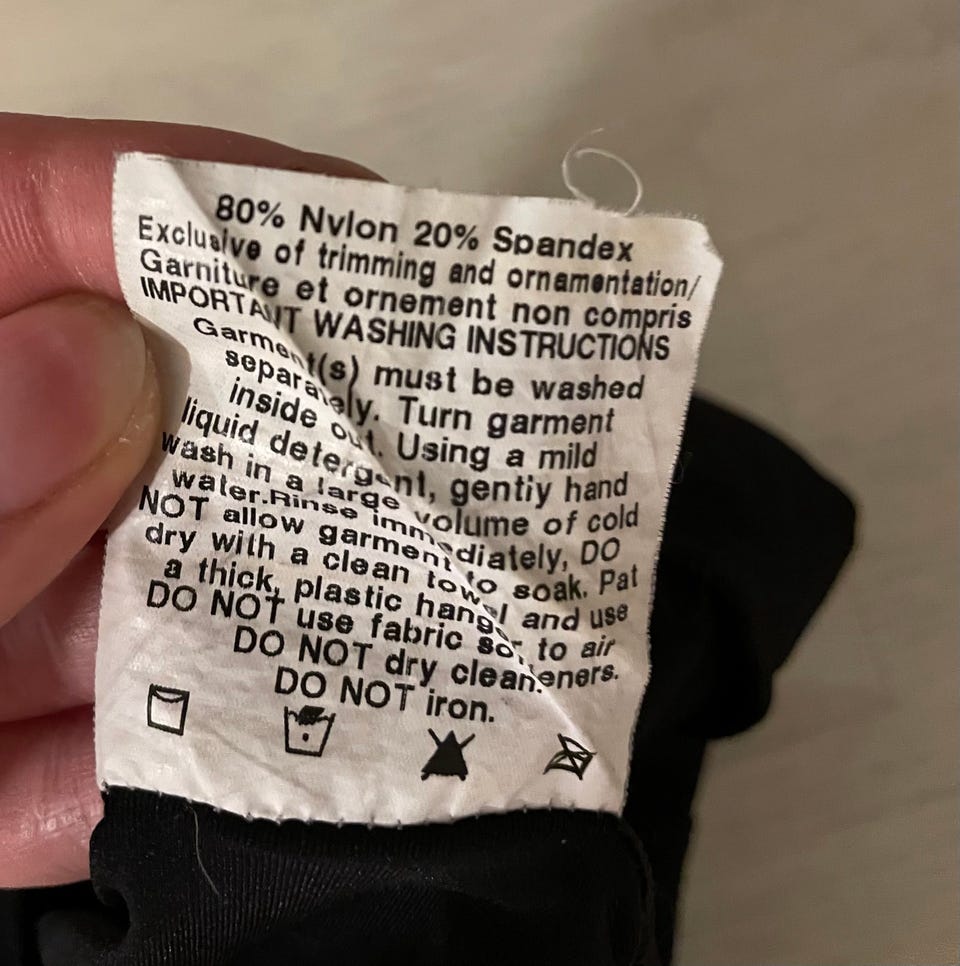 80% Nvlon 20% Spandex
Exclusive of trimming and ornamentation/
Garniture et ornement non compris
IMPORTANT WASHING INSTRUCTIONS
Garment(s) must be washed
separately. Turn garment
inside out. Using a mild
liquid detergent, gentiy hand
wash in a large volume of cold
water.Rinse immediately, DO
NOT allow garment to soak. Pat
dry with a clean towel and use
a thick, plastic hanger to air
DO NOT use fabric
DO NOT dry clean.
DO NOT iron.